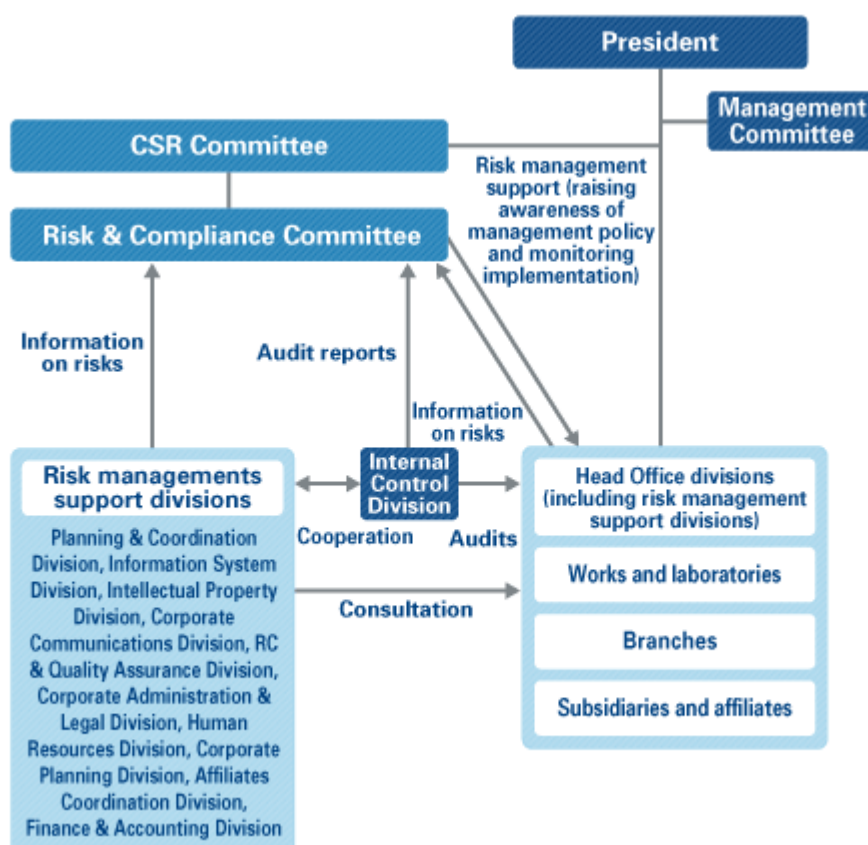 President
Management
Committee
CSR Committee
Risk management
support (raising
awareness of
management policy
and monitoring
implementation)
Risk & Compliance Committee
Information
on risks
Audit reports
Information
on risks
Risk managements
support divisions
Planning & Coordination
Division, Information System
Division, Intellectual Property
Division, Corporate
Communications Division, RC
& Quality Assurance Division,
Corporate Administration &
Legal Division, Human
Resources Division, Corporate
Planning Division, Affiliates
Coordination Division,
Finance & Accounting Division
Internal
Control
Division
Cooperation
Audits
Consultation
Head Office divisions
(including risk management
support divisions)
Works and laboratories
Branches
Subsidiaries and affiliates